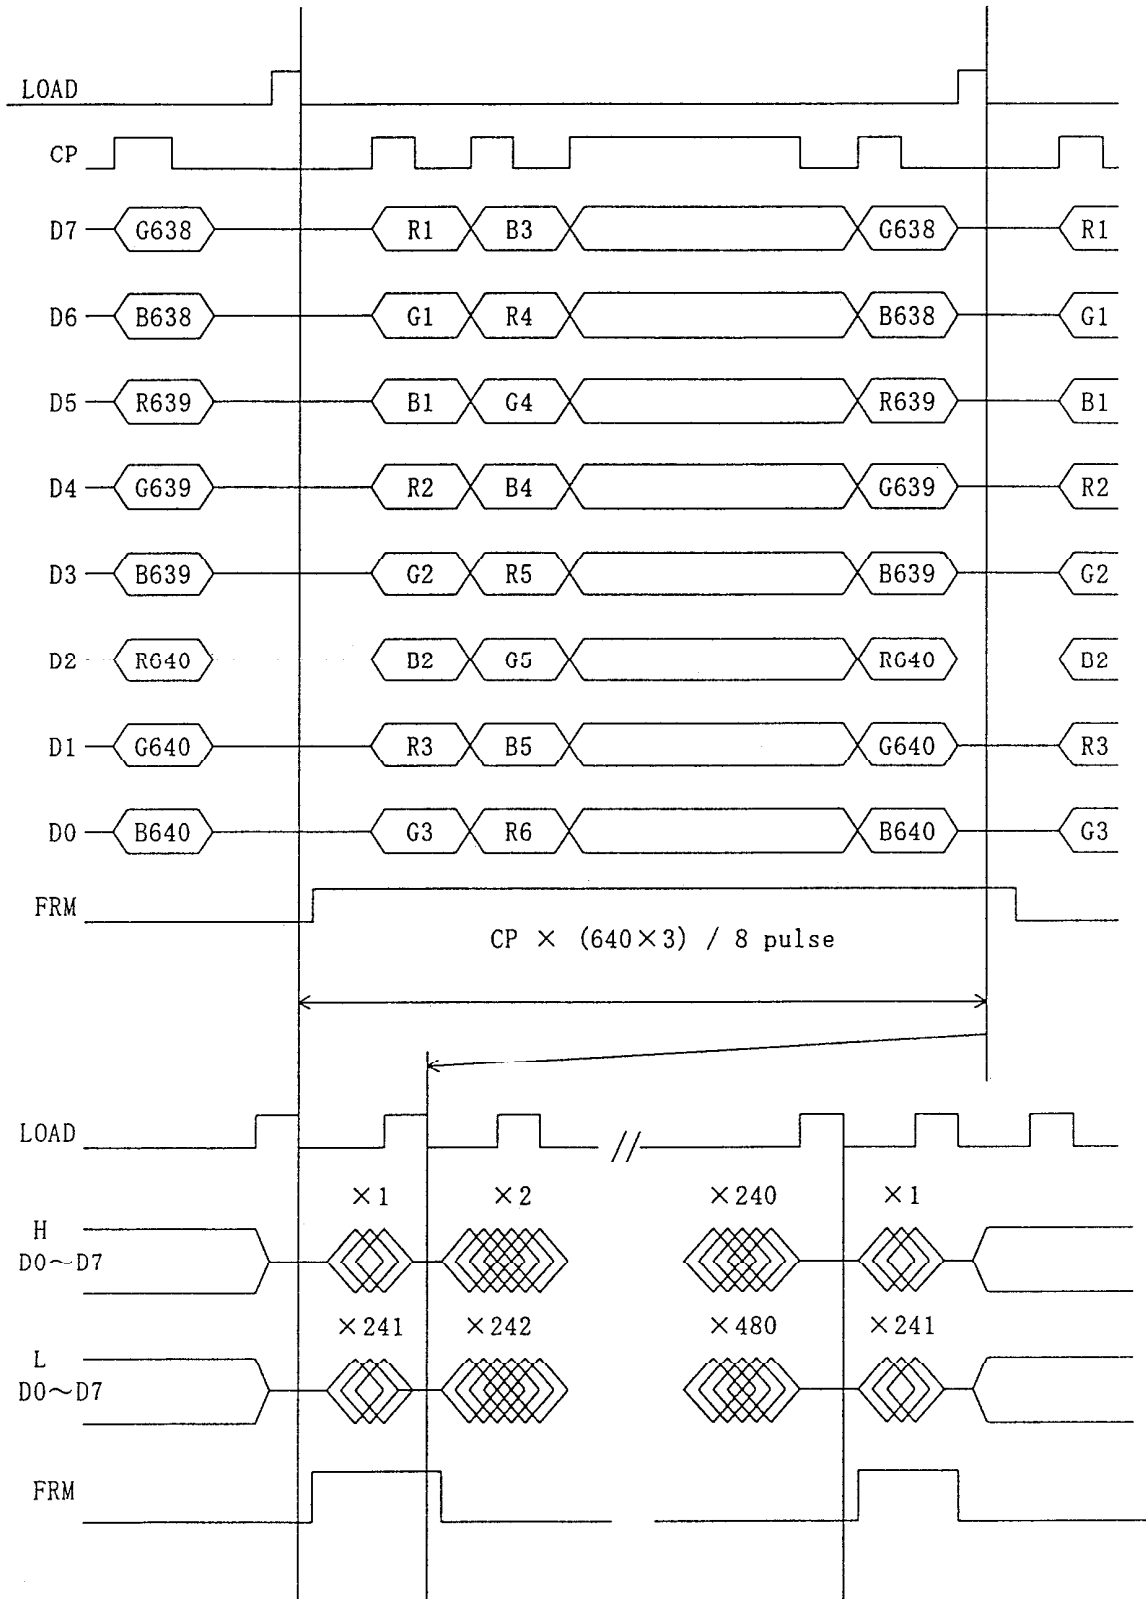 LOAD
CP
D7 G638 R1 B3 G638 R1
D6 B638 G1 R4 B638 G1
D5 R639 B1 G4 R639 B1
D4 G639 R2 B4 G639 R2
D3 B639 G2 R5 B639 G2
D2 R640 B2 G5 R640 B2
D1 G640 R3 B5 G640 R3
D0 B640 G3 R6 B640 G3
FRM
CP × (640×3) / 8 pulse
LOAD //
×1 ×2 ×240 ×1
H
D0~D7
×241 ×242 ×480 ×241
L
D0~D7
FRM